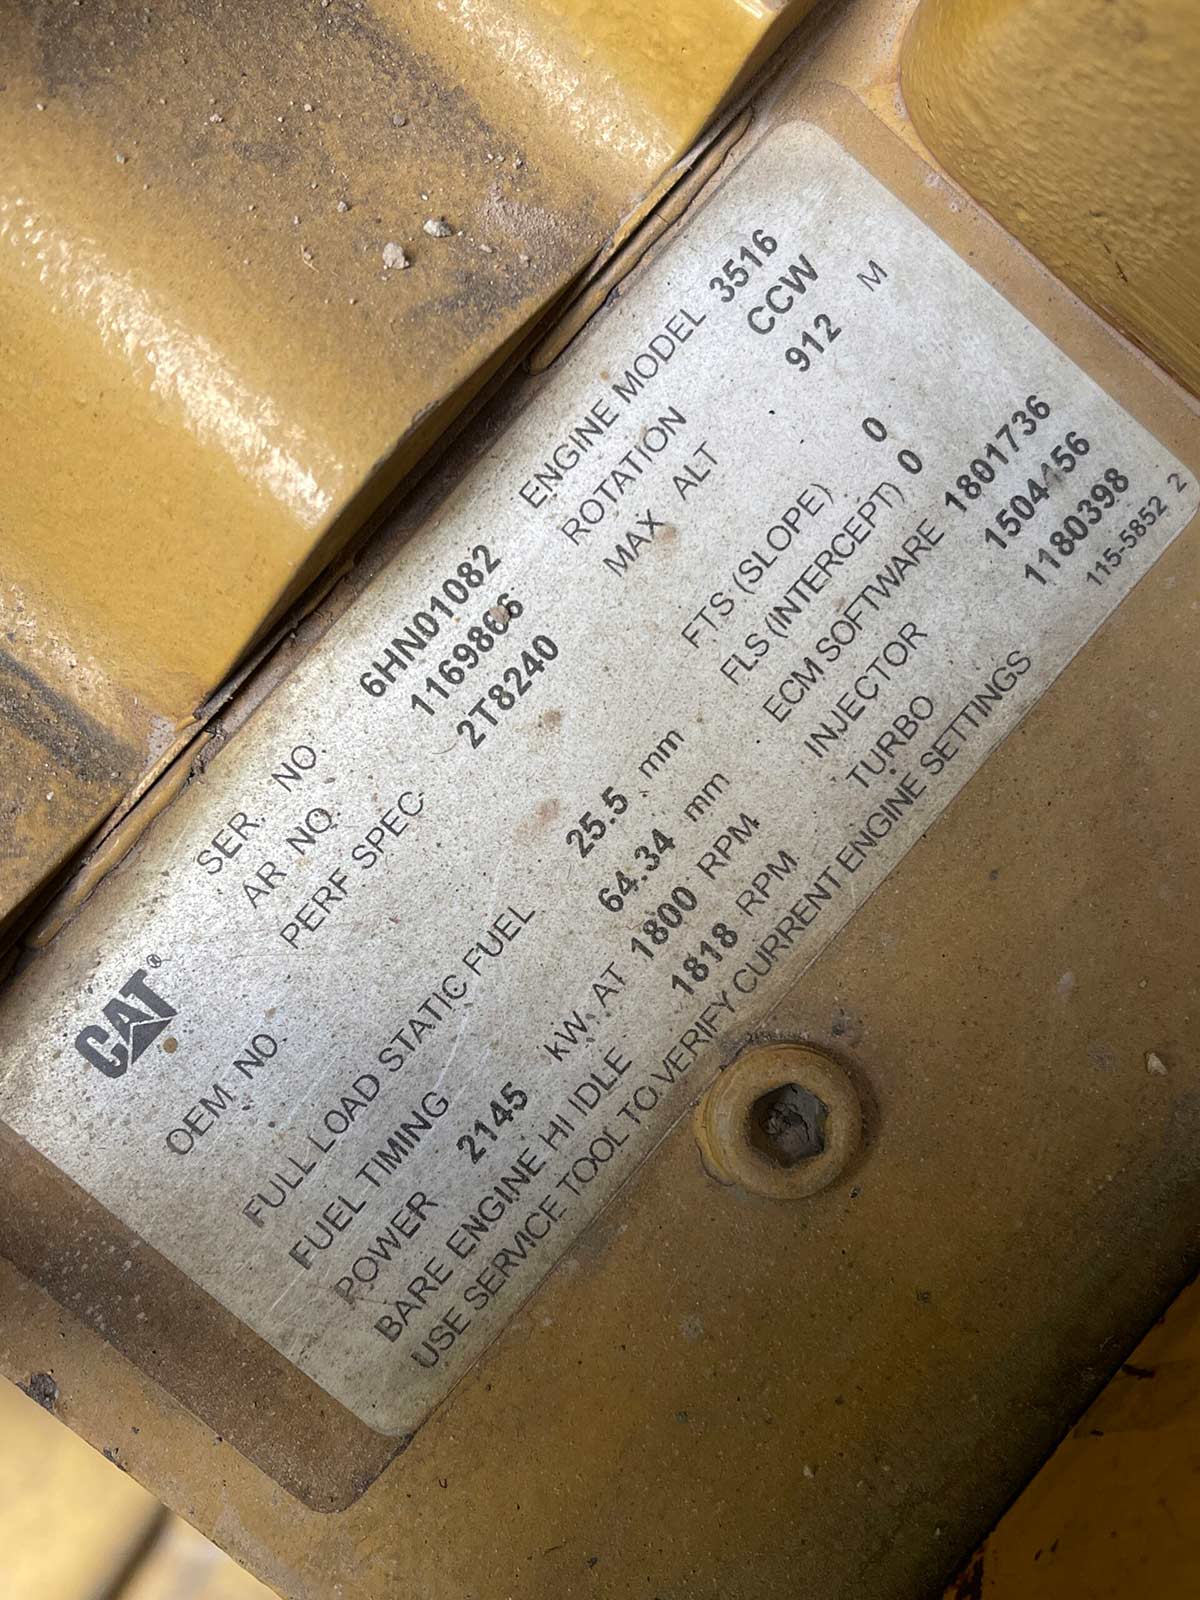 CAT®
SER. NO. 6HN01082 ENGINE MODEL 3516
AR NO. 1169866 ROTATION CCW
PERF SPEC 2T8240 MAX ALT 912 M
OEM NO.
FULL LOAD STATIC FUEL 25.5 mm FTS (SLOPE) 0
FUEL TIMING 64.34 mm FLS (INTERCEPT) 0
POWER 2145 kW AT 1800 RPM ECM SOFTWARE 1801736
BARE ENGINE HI IDLE 1818 RPM INJECTOR 1504456
USE SERVICE TOOL TO VERIFY CURRENT ENGINE SETTINGS TURBO 1180398
115-5852 2